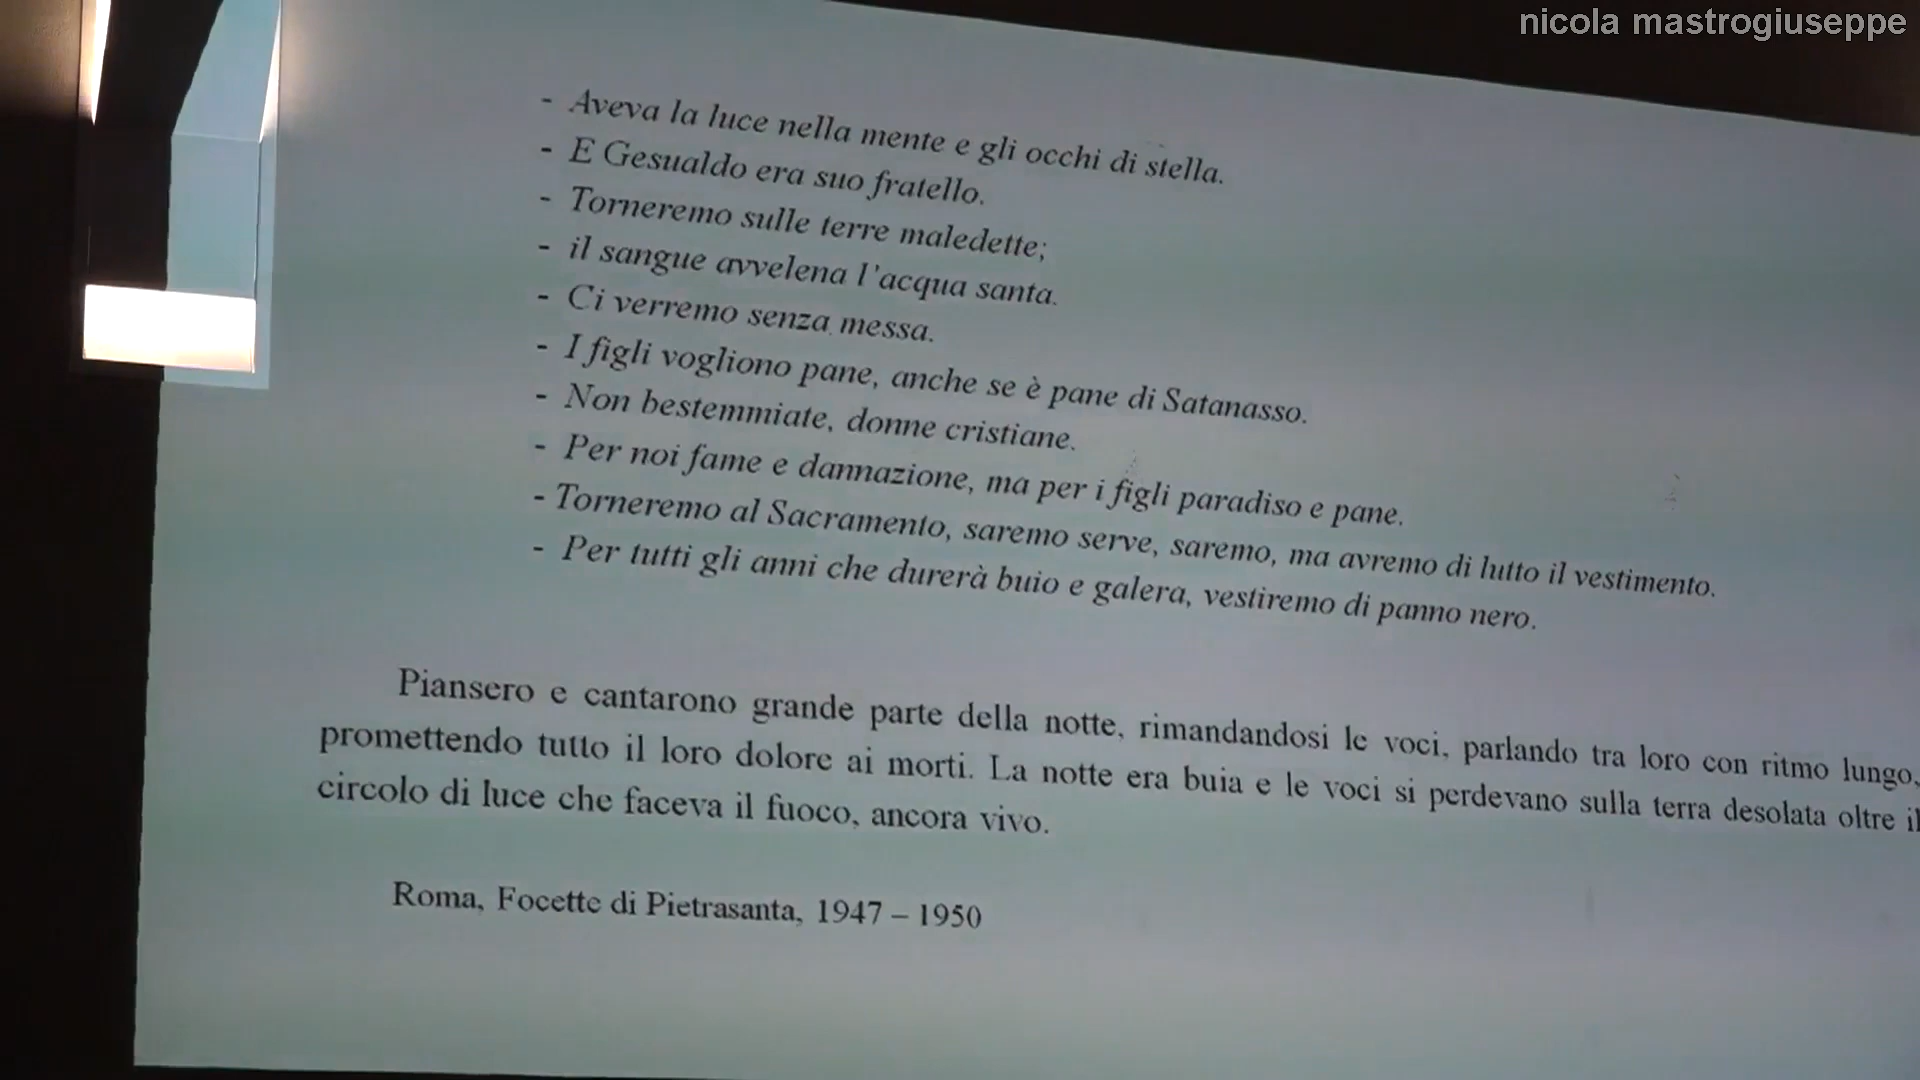 nicola mastrogiuseppe
- Aveva la luce nella mente e gli occhi di stella.
- E Gesualdo era suo fratello.
- Torneremo sulle terre maledette;
- il sangue avvelena l'acqua santa.
- Ci verremo senza messa.
- I figli vogliono pane, anche se è pane di Satanasso.
- Non bestemmiate, donne cristiane.
- Per noi fame e dannazione, ma per i figli paradiso e pane.
- Torneremo al Sacramento, saremo serve, saremo, ma avremo di lutto il vestimento.
- Per tutti gli anni che durerà buio e galera, vestiremo di panno nero.
Piansero e cantarono grande parte della notte, rimandandosi le voci, parlando tra loro con ritmo lungo,
promettendo tutto il loro dolore ai morti. La notte era buia e le voci si perdevano sulla terra desolata oltre il
circolo di luce che faceva il fuoco, ancora vivo.
Roma, Focette di Pietrasanta, 1947 – 1950